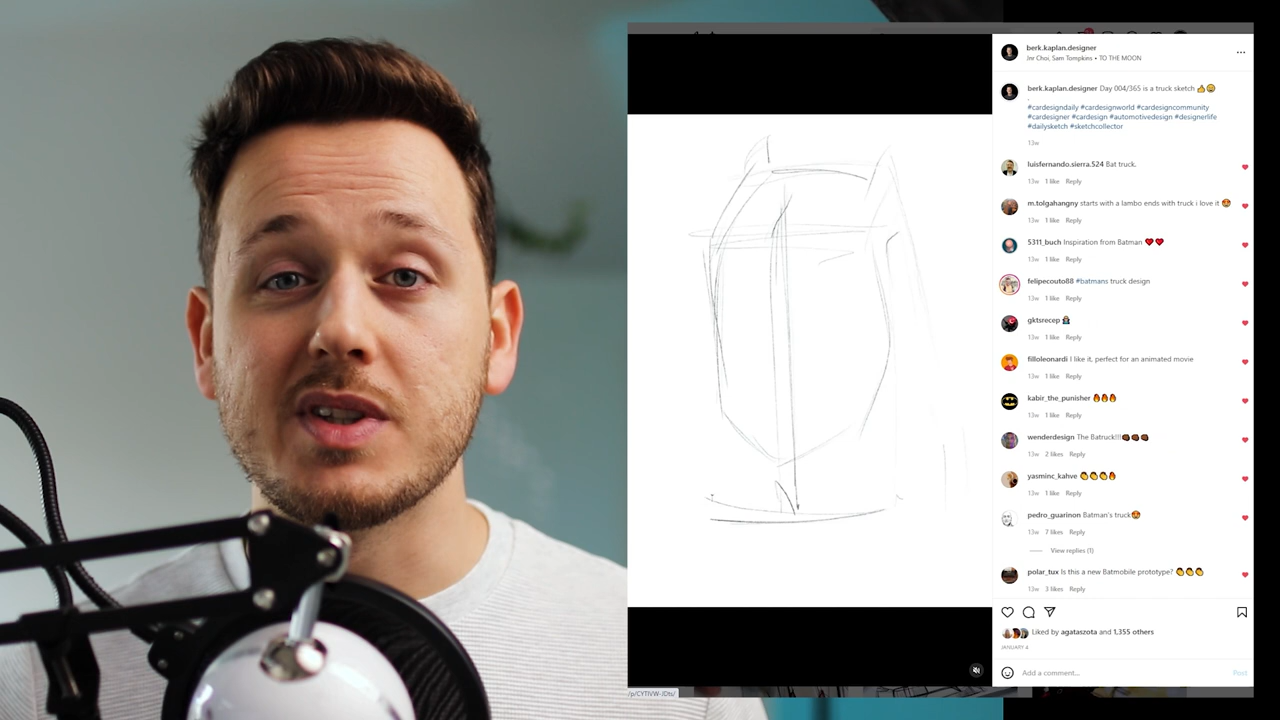 berk.kaplan.designer
Jnr Choi, Sam Tompkins • TO THE MOON
berk.kaplan.designer Day 004/365 is a truck sketch 👍😄
.
#cardesigndaily #cardesignworld #cardesigncommunity
#cardesigner #cardesign #automotivedesign #designerlife
#dailysketch #sketchcollector
13w
luisfernando.sierra.524 Bat truck.
13w 1 like Reply
m.tolgahangny starts with a lambo ends with truck i love it 😍
13w 1 like Reply
5311_buch Inspiration from Batman ❤️❤️
13w 1 like Reply
felipecouto88 #batmans truck design
13w 1 like Reply
gktsrecep
13w 1 like Reply
filloleonardi I like it, perfect for an animated movie
13w 1 like Reply
kabir_the_punisher 🔥🔥🔥
13w 1 like Reply
wenderdesign The Batruck!!!👊🏿👊🏿👊🏿
13w 2 likes Reply
yasminc_kahve 👏👏👏🔥
13w 1 like Reply
pedro_guarinon Batman's truck😍
13w 7 likes Reply
View replies (1)
polar_tux Is this a new Batmobile prototype? 👏👏👏
13w 3 likes Reply
Liked by agataszota and 1,355 others
JANUARY 4
Add a comment... Post
/p/CYTiVW-JDts/